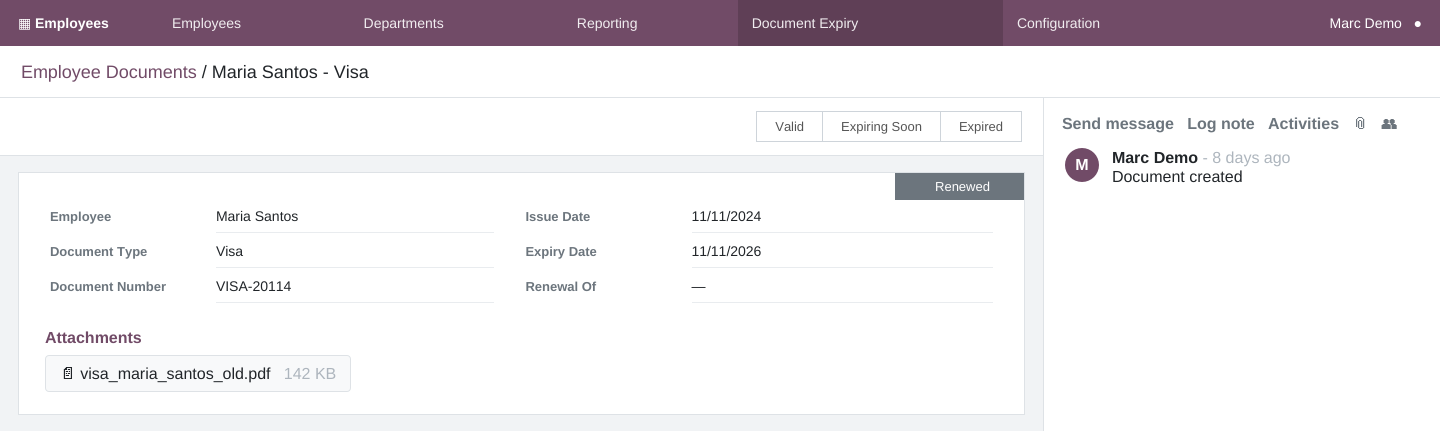 Employees Employees Departments Reporting Document Expiry Configuration Marc Demo
Employee Documents / Maria Santos - Visa
Valid Expiring Soon Expired
Send message Log note Activities
M Marc Demo - 8 days ago
Document created
Renewed
Employee Maria Santos Issue Date 11/11/2024
Document Type Visa Expiry Date 11/11/2026
Document Number VISA-20114 Renewal Of —
Attachments
visa_maria_santos_old.pdf 142 KB